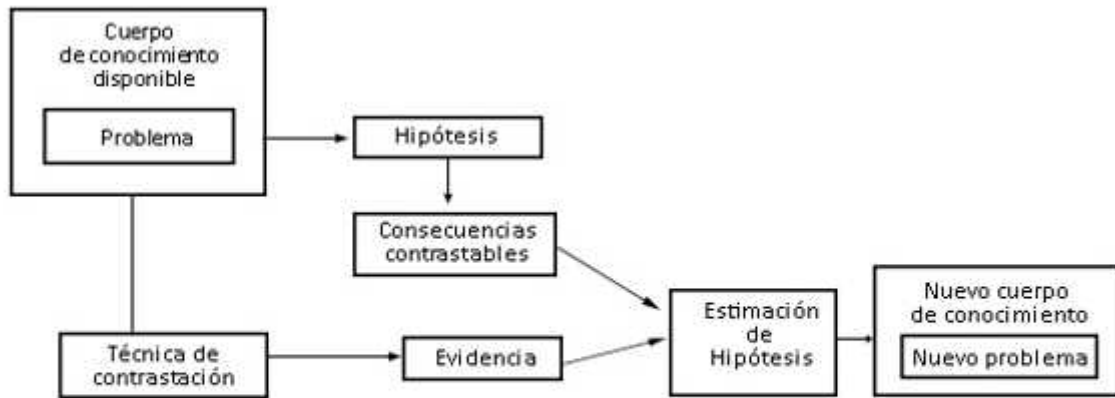 Cuerpo
de conocimiento
disponible
Problema
Hipótesis
Consecuencias
contrastables
Técnica de
contrastación
Evidencia
Estimación
de
Hipótesis
Nuevo cuerpo
de conocimiento
Nuevo problema